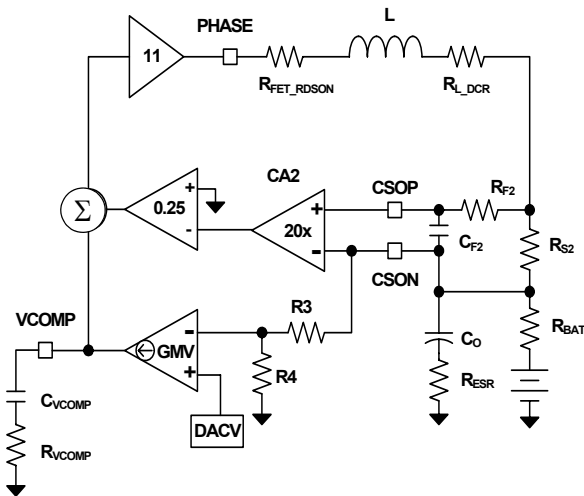 L
PHASE
11
RFET_RDSON
RL_DCR
CA2
CSOP
RF2
0.25
+
-
20x
+
-
Σ
CF2
RS2
CSON
VCOMP
R3
RBAT
GMV
-
+
R4
CO
CVCOMP
RESR
DACV
RVCOMP